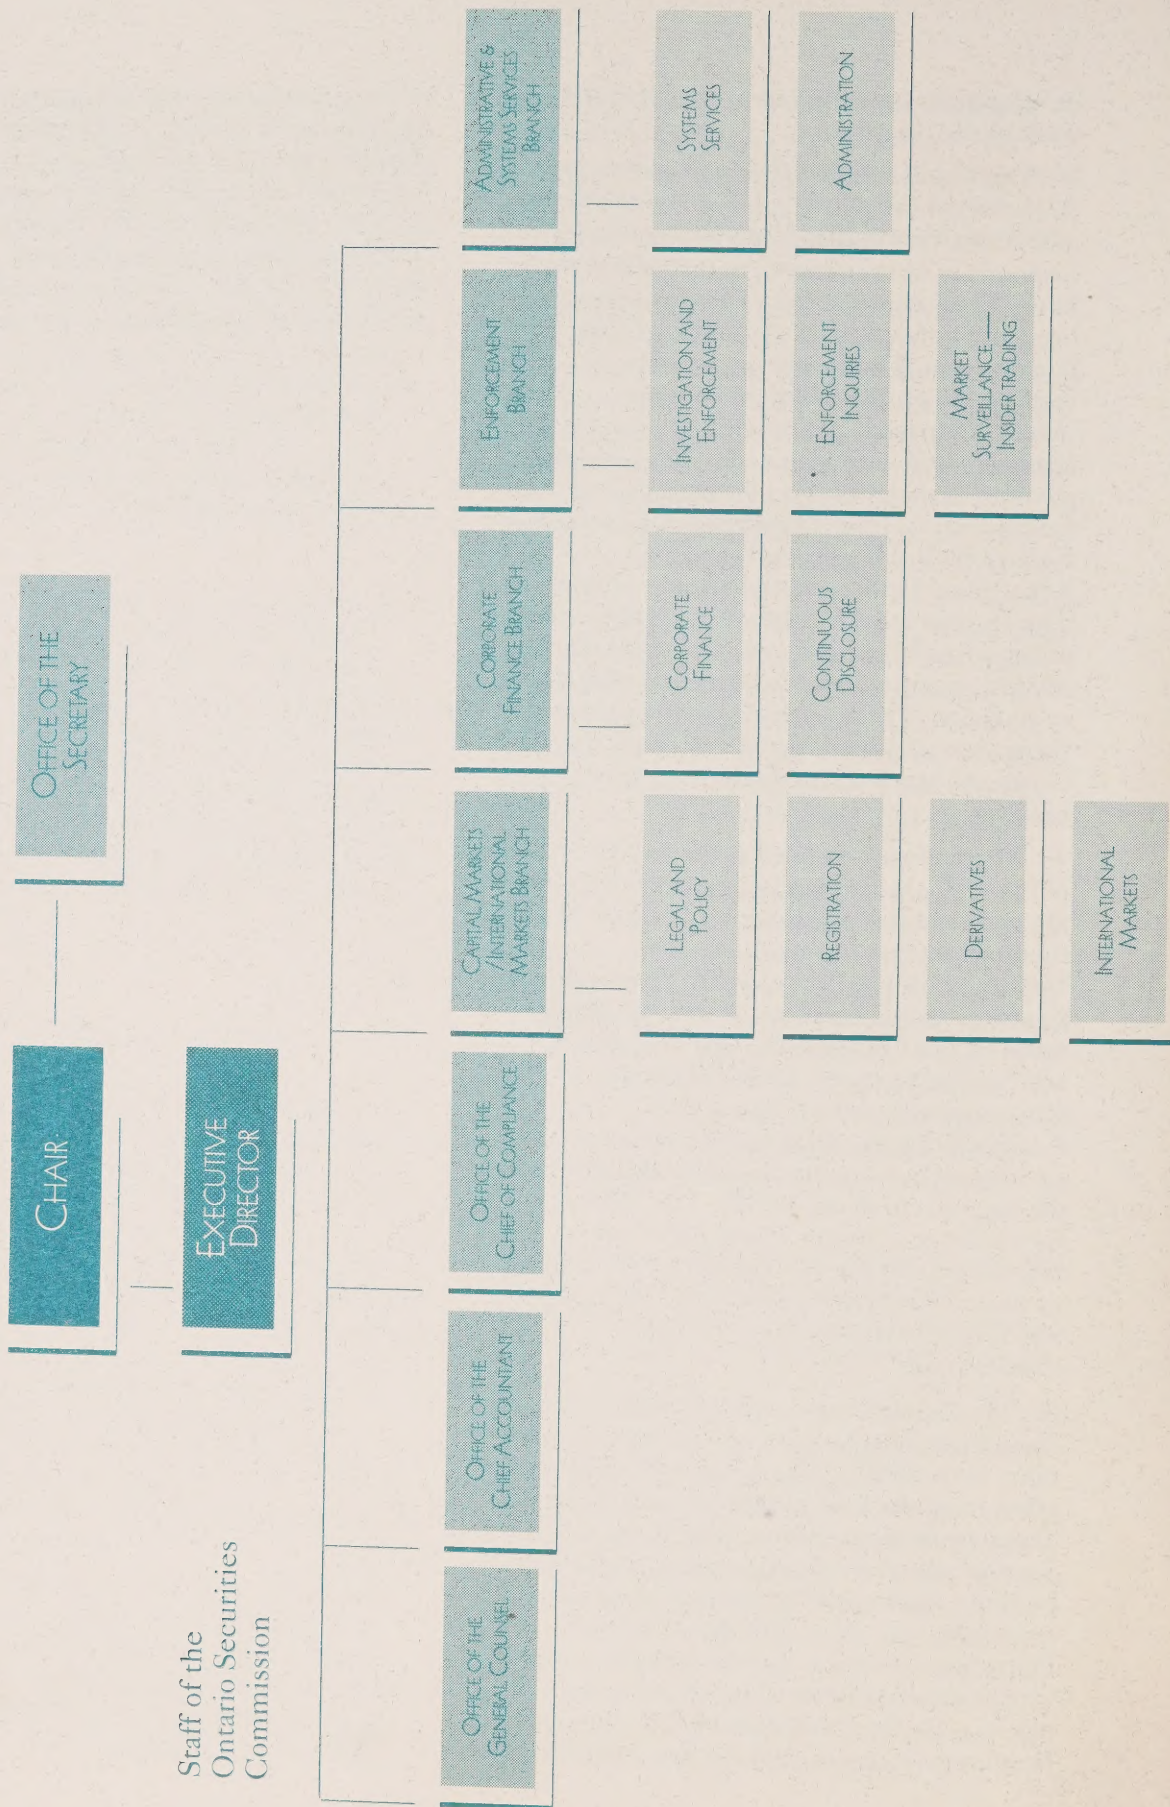 Staff of the
Ontario Securities
Commission
CHAIR
OFFICE OF THE
SECRETARY
EXECUTIVE
DIRECTOR
OFFICE OF THE
GENERAL COUNSEL
OFFICE OF THE
CHIEF ACCOUNTANT
OFFICE OF THE
CHIEF OF COMPLIANCE
CAPITAL MARKETS
/INTERNATIONAL
MARKETS BRANCH
CORPORATE
FINANCE BRANCH
ENFORCEMENT
BRANCH
ADMINISTRATIVE &
SYSTEMS SERVICES
BRANCH
LEGAL AND
POLICY
CORPORATE
FINANCE
INVESTIGATION AND
ENFORCEMENT
SYSTEMS
SERVICES
REGISTRATION
CONTINUOUS
DISCLOSURE
ENFORCEMENT
INQUIRIES
ADMINISTRATION
DERIVATIVES
MARKET
SURVEILLANCE —
INSIDER TRADING
INTERNATIONAL
MARKETS